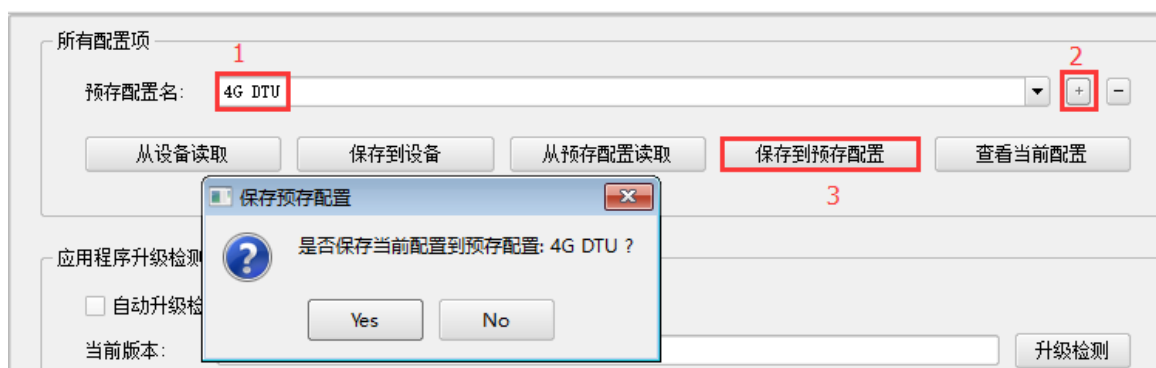 所有配置项
1
2
预存配置名: 4G DTU + -
从设备读取 保存到设备 从预存配置读取 保存到预存配置 查看当前配置
3
保存预存配置
是否保存当前配置到预存配置: 4G DTU ?
Yes No
应用程序升级检测
自动升级检
当前版本: 升级检测